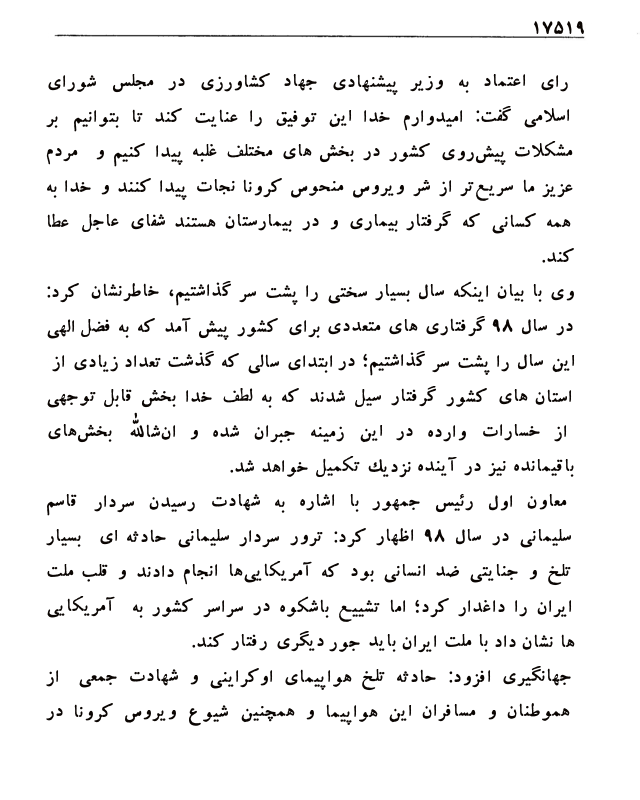 ۱۷۵۱۹
رای اعتماد به وزیر پیشنهادی جهاد کشاورزی در مجلس شورای
اسلامی گفت: امیدوارم خدا این توفیق را عنایت کند تا بتوانیم بر
مشکلات پیش‌روی کشور در بخش های مختلف غلبه پیدا کنیم و مردم
عزیز ما سریع‌تر از شر ویروس منحوس کرونا نجات پیدا کنند و خدا به
همه کسانی که گرفتار بیماری و در بیمارستان هستند شفای عاجل عطا
کند.
وی با بیان اینکه سال بسیار سختی را پشت سر گذاشتیم، خاطرنشان کرد:
در سال ۹۸ گرفتاری های متعددی برای کشور پیش آمد که به فضل الهی
این سال را پشت سر گذاشتیم؛ در ابتدای سالی که گذشت تعداد زیادی از
استان های کشور گرفتار سیل شدند که به لطف خدا بخش قابل توجهی
از خسارات وارده در این زمینه جبران شده و ان‌شاالله بخش‌های
باقیمانده نیز در آینده نزدیك تکمیل خواهد شد.
معاون اول رئیس جمهور با اشاره به شهادت رسیدن سردار قاسم
سلیمانی در سال ۹۸ اظهار کرد: ترور سردار سلیمانی حادثه ای بسیار
تلخ و جنایتی ضد انسانی بود که آمریکایی‌ها انجام دادند و قلب ملت
ایران را داغدار کرد؛ اما تشییع باشکوه در سراسر کشور به آمریکایی
ها نشان داد با ملت ایران باید جور دیگری رفتار کند.
جهانگیری افزود: حادثه تلخ هواپیمای اوکراینی و شهادت جمعی از
هموطنان و مسافران این هواپیما و همچنین شیوع ویروس کرونا در